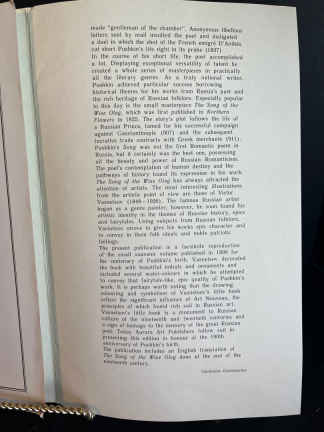 made "gentleman of the chamber". Anonymous libellous
letters sent by mail insulted the poet and instigated
a duel in which the shot of the French emigré D'Anthès
cut short Pushkin's life right in its prime (1837).
In the course of his short life, the poet accomplished
a lot. Displaying exceptional versatility of talent he
created a whole series of masterpieces in practically
all the literary genres. As a truly national writer,
Pushkin achieved particular success borrowing
historical themes for his works from Russia's past and
the rich heritage of Russian folklore. Especially popular
to this day is the small masterpiece The Song of the
Wise Oleg, which was first published in Northern
Flowers in 1825. The story's plot follows the life of
a Russian Prince, famed for his successful campaign
against Constantinople (907) and the subsequent
lucrative trade contracts with Greek merchants (911).
Pushkin's Song was not the first Romantic poem in
Russia, but it certainly was the best one, possessing
all the beauty and power of Russian Romanticism.
The poet's contemplation of human destiny and the
pathways of history found its expression in his work.
The Song of the Wise Oleg has always attracted the
attention of artists. The most interesting illustrations
from the artistic point of view are those of Victor
Vasnetsov (1848–1926). The famous Russian artist
began as a genre painter, however, he soon found his
artistic identity in the themes of Russian history, epos
and fairytales. Using subjects from Russian folklore,
Vasnetsov strove to give his works epic character and
to convey in them folk ideals and noble patriotic
feelings.
The present publication is a facsimile reproduction
of the small souvenir volume published in 1899 for
the centenary of Pushkin's birth. Vasnetsov decorated
the book with beautiful initials and ornaments and
included several water-colours in which he attempted
to convey that fairytale-like, epic quality of Pushkin's
work. It is perhaps worth noting that the drawing,
colouring and symbolism of Vasnetsov's little book
reflect the significant influence of Art Nouveau, the
principles of which found rich soil in Russian art.
Vasnetsov's little book is a monument to Russian
culture of the nineteenth and twentieth centuries and
a sign of homage to the memory of the great Russian
poet. Today Aurora Art Publishers follow suit in
presenting this edition in honour of the 190th
anniversary of Pushkin's birth.
The publication includes an English translation of
The Song of the Wise Oleg done at the end of the
nineteenth century.